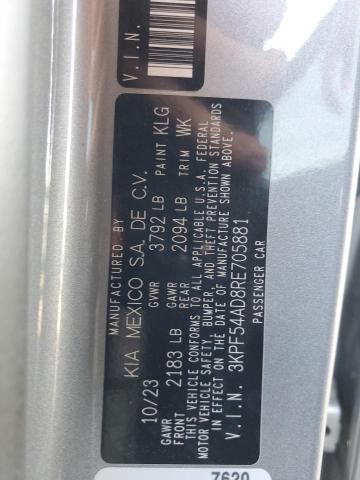 V.I.N.
MANUFACTURED BY
KIA MEXICO S.A. DE C.V.
10/23 GVWR 3792 LB PAINT KLG
GAWR FRONT 2183 LB GAWR REAR 2094 LB TRIM WK
THIS VEHICLE CONFORMS TO ALL APPLICABLE U.S.A. FEDERAL
MOTOR VEHICLE SAFETY, BUMPER, AND THEFT PREVENTION STANDARDS
IN EFFECT ON THE DATE OF MANUFACTURE SHOWN ABOVE.
V.I.N. 3KPF54AD8RE705881
PASSENGER CAR
7620